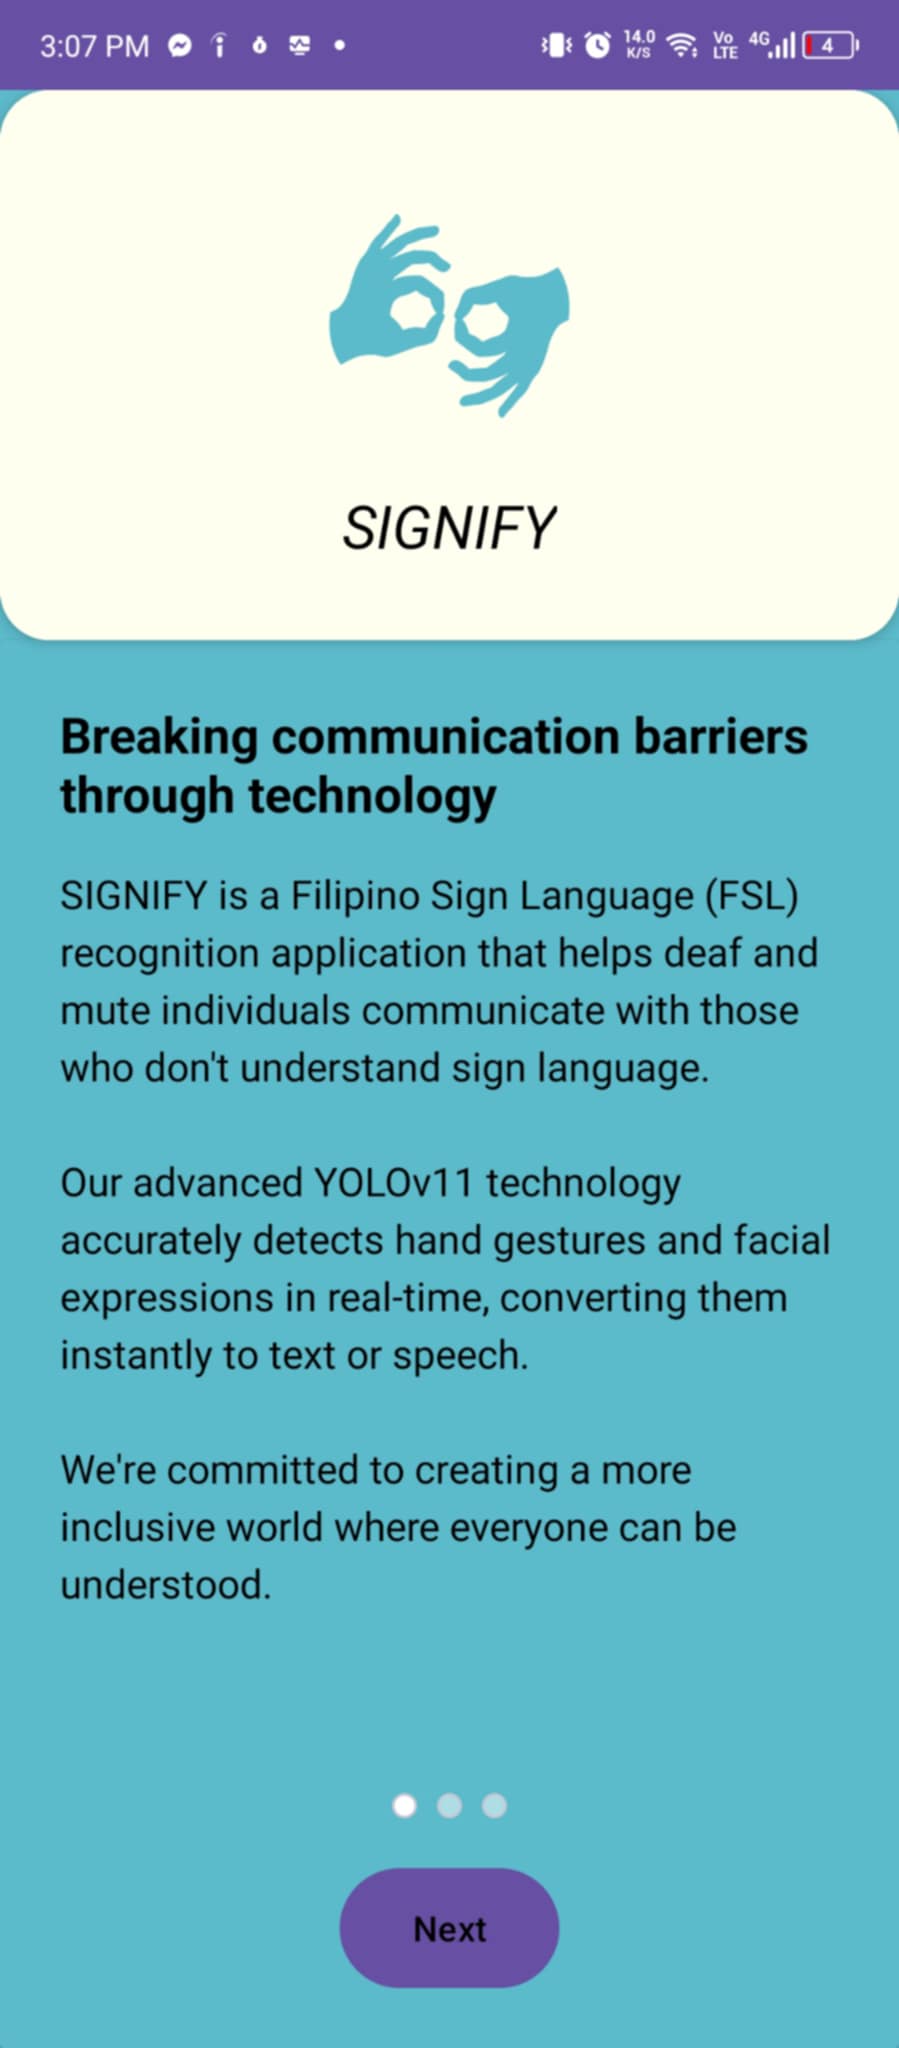 3:07 PM
14.0
K/S
Vo
LTE
4G
4
SIGNIFY
Breaking communication barriers
through technology
SIGNIFY is a Filipino Sign Language (FSL)
recognition application that helps deaf and
mute individuals communicate with those
who don't understand sign language.
Our advanced YOLOv11 technology
accurately detects hand gestures and facial
expressions in real-time, converting them
instantly to text or speech.
We're committed to creating a more
inclusive world where everyone can be
understood.
Next